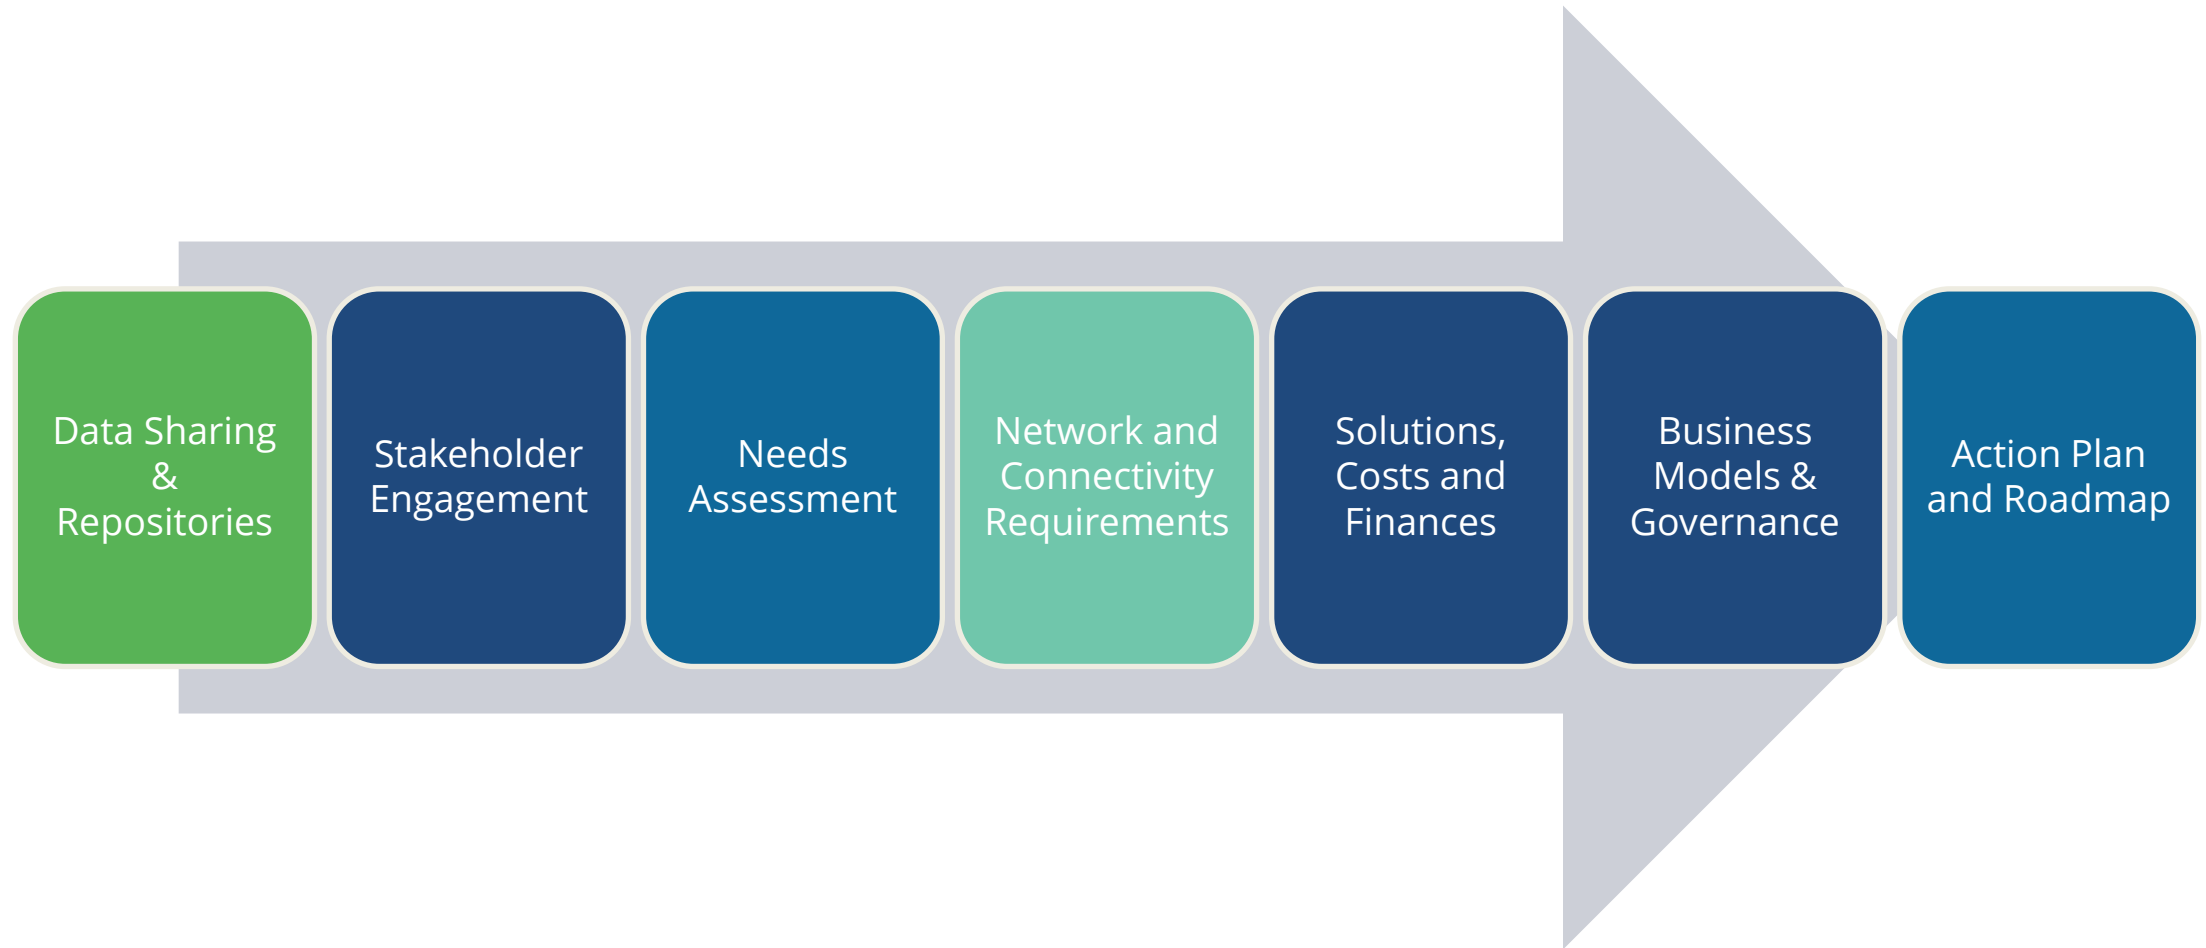 Data Sharing
&
Repositories
Stakeholder
Engagement
Needs
Assessment
Network and
Connectivity
Requirements
Solutions,
Costs and
Finances
Business
Models &
Governance
Action Plan
and Roadmap